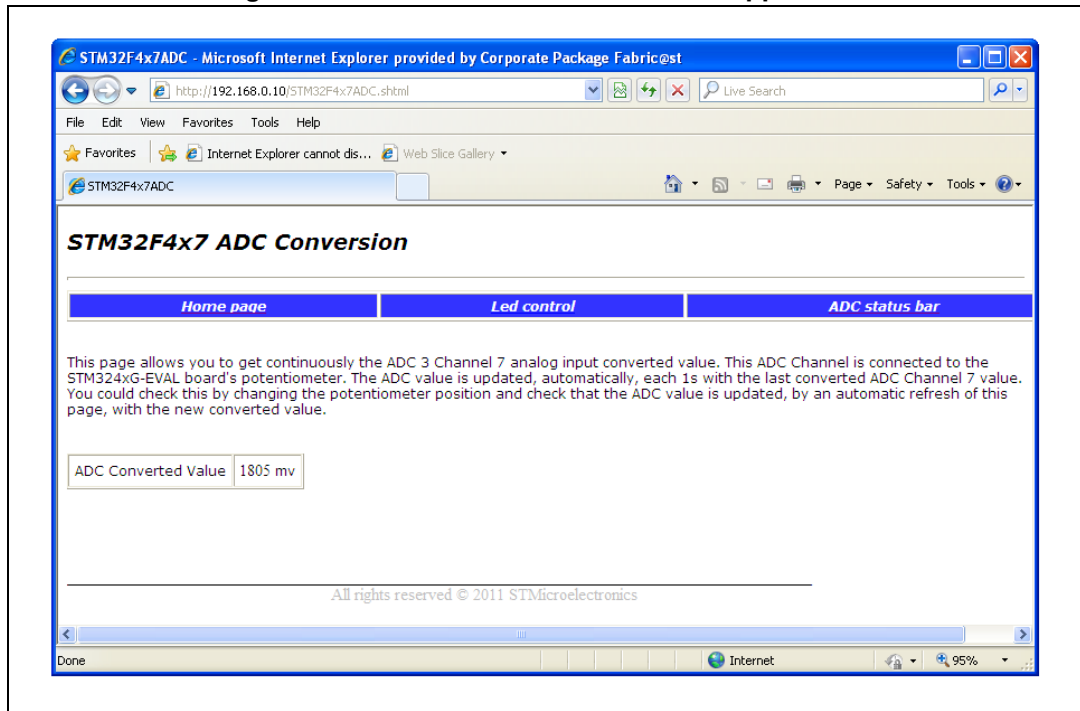 STM32F4x7ADC - Microsoft Internet Explorer provided by Corporate Package Fabric@st
http://192.168.0.10/STM32F4x7ADC.shtml
Live Search
File Edit View Favorites Tools Help
Favorites Internet Explorer cannot dis... Web Slice Gallery
STM32F4x7ADC
Page Safety Tools
STM32F4x7 ADC Conversion
Home page Led control ADC status bar
This page allows you to get continuously the ADC 3 Channel 7 analog input converted value. This ADC Channel is connected to the
STM324xG-EVAL board's potentiometer. The ADC value is updated, automatically, each 1s with the last converted ADC Channel 7 value.
You could check this by changing the potentiometer position and check that the ADC value is updated, by an automatic refresh of this
page, with the new converted value.
ADC Converted Value 1805 mv
All rights reserved © 2011 STMicroelectronics
Done Internet 95%